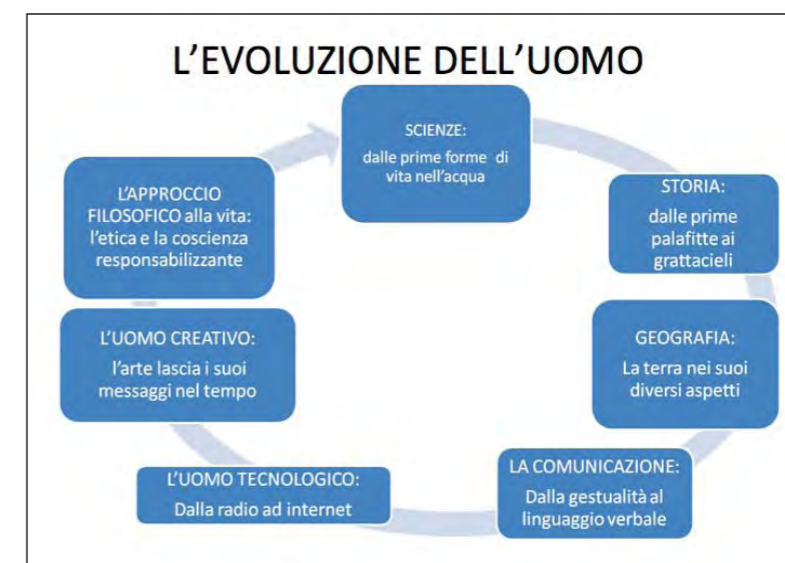 L'EVOLUZIONE DELL'UOMO
SCIENZE:
dalle prime forme di
vita nell'acqua
STORIA:
dalle prime
palafitte ai
grattacieli
GEOGRAFIA:
La terra nei suoi
diversi aspetti
LA COMUNICAZIONE:
Dalla gestualità al
linguaggio verbale
L'UOMO TECNOLOGICO:
Dalla radio ad internet
L'UOMO CREATIVO:
l'arte lascia i suoi
messaggi nel tempo
L'APPROCCIO
FILOSOFICO alla vita:
l'etica e la coscienza
responsabilizzante